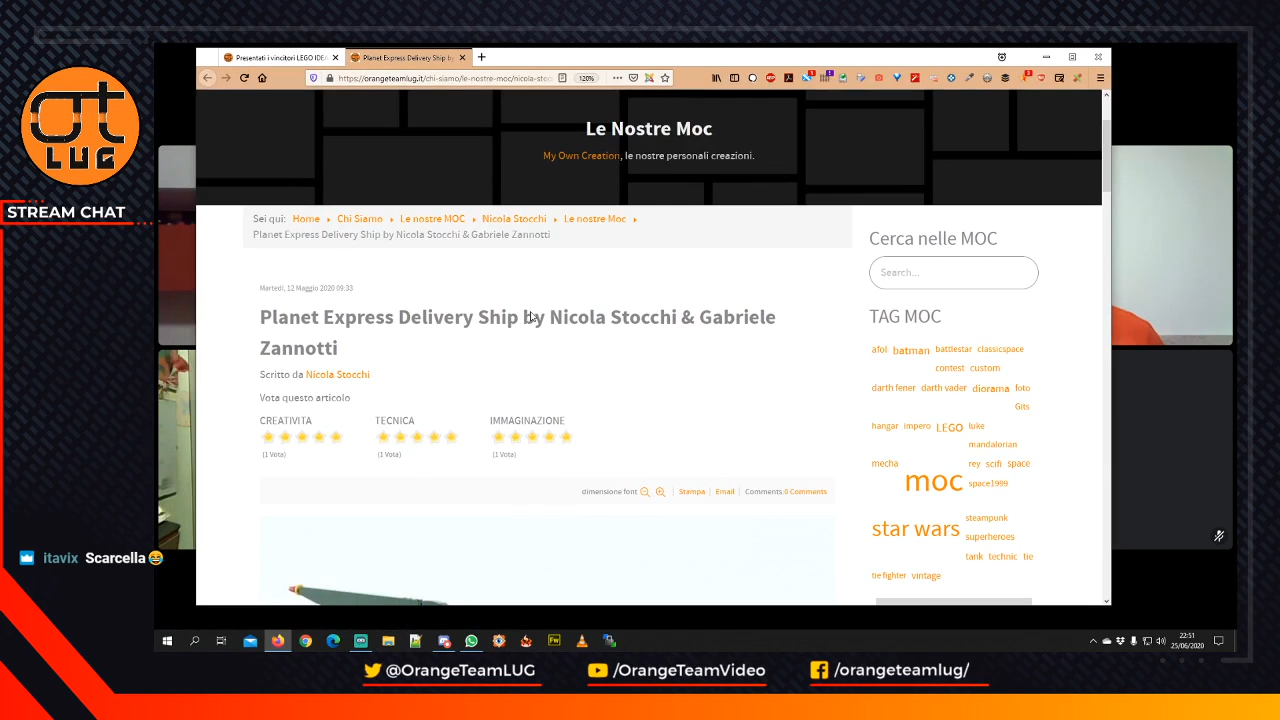 OT
LUG
STREAM CHAT
itavix Scarcella
Presentati i vincitori LEGO IDEA
Planet Express Delivery Ship by
https://orangeteamlug.it/chi-siamo/le-nostre-moc/nicola-stoc
120%
Le Nostre Moc
My Own Creation, le nostre personali creazioni.
Sei qui: Home Chi Siamo Le nostre MOC Nicola Stocchi Le nostre Moc
Planet Express Delivery Ship by Nicola Stocchi & Gabriele Zannotti
Martedì, 12 Maggio 2020 09:33
Planet Express Delivery Ship by Nicola Stocchi & Gabriele
Zannotti
Scritto da Nicola Stocchi
Vota questo articolo
CREATIVITA TECNICA IMMAGINAZIONE
(1 Vota) (1 Vota) (1 Vota)
dimensione font Stampa Email Comments:0 Comments
Cerca nelle MOC
Search...
TAG MOC
afol batman battlestar classicspace
contest custom
darth fener darth vader diorama foto
Gits
hangar impero LEGO luke
mandalorian
mecha rey scifi space
moc space1999
star wars steampunk
superheroes
tank technic tie
tie fighter vintage
22:51
25/06/2020
@OrangeTeamLUG /OrangeTeamVideo /orangeteamlug/